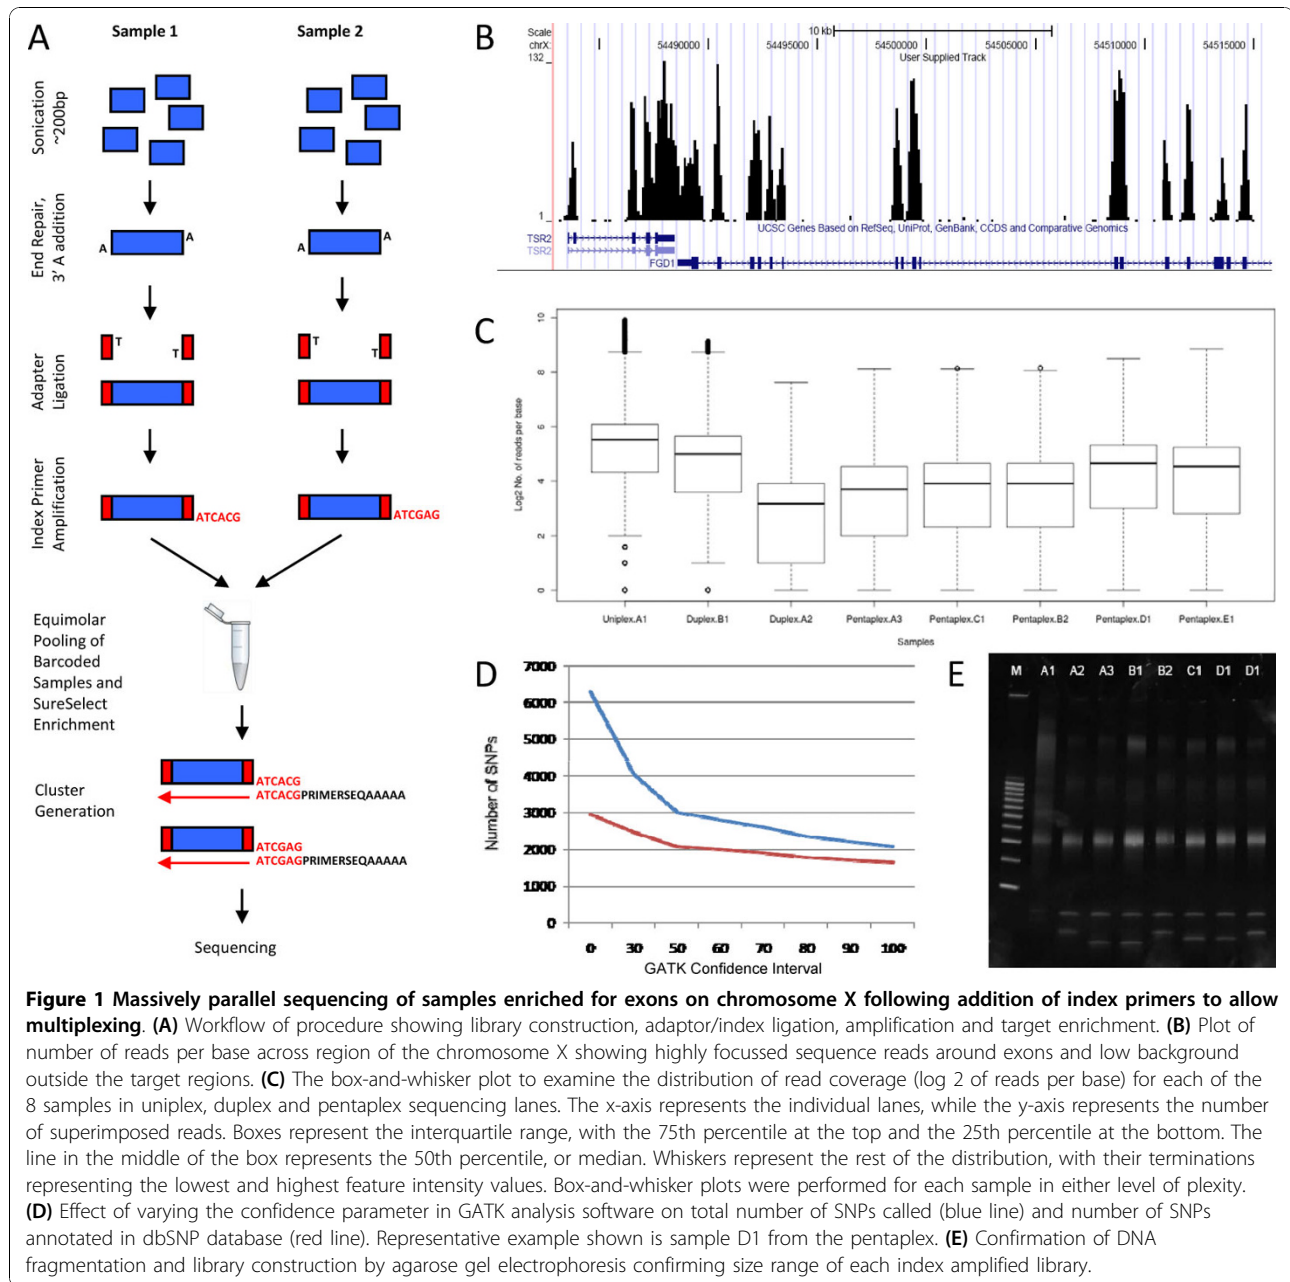 A
Sample 1
Sample 2
Sonication
~200bp
End Repair,
3' A addition
A
A
A
A
Adapter
Ligation
T
T
T
T
Index Primer
Amplification
ATCACG
ATCGAG
Equimolar
Pooling of
Barcoded
Samples and
SureSelect
Enrichment
Cluster
Generation
ATCACG
ATCACGPRIMERSEQAAAAA
ATCGAG
ATCGAGPRIMERSEQAAAAA
Sequencing
B
Scale
10 kb
chrX:
54490000
54495000
54500000
54505000
54510000
54515000
132
User Supplied Track
1
UCSC Genes Based on RefSeq, UniProt, GenBank, CCDS and Comparative Genomics
TSR2
TSR2
FGD1
C
Log2 No. of reads per base
10
8
6
4
2
0
Uniplex.A1
Duplex.B1
Duplex.A2
Pentaplex.A3
Pentaplex.C1
Pentaplex.B2
Pentaplex.D1
Pentaplex.E1
Samples
D
Number of SNPs
7000
6000
5000
4000
3000
2000
1000
0
0
30
50
60
70
80
90
100
GATK Confidence Interval
E
M A1 A2 A3 B1 B2 C1 D1 D1
Figure 1 Massively parallel sequencing of samples enriched for exons on chromosome X following addition of index primers to allow
multiplexing. (A) Workflow of procedure showing library construction, adaptor/index ligation, amplification and target enrichment. (B) Plot of
number of reads per base across region of the chromosome X showing highly focussed sequence reads around exons and low background
outside the target regions. (C) The box-and-whisker plot to examine the distribution of read coverage (log 2 of reads per base) for each of the
8 samples in uniplex, duplex and pentaplex sequencing lanes. The x-axis represents the individual lanes, while the y-axis represents the number
of superimposed reads. Boxes represent the interquartile range, with the 75th percentile at the top and the 25th percentile at the bottom. The
line in the middle of the box represents the 50th percentile, or median. Whiskers represent the rest of the distribution, with their terminations
representing the lowest and highest feature intensity values. Box-and-whisker plots were performed for each sample in either level of plexity.
(D) Effect of varying the confidence parameter in GATK analysis software on total number of SNPs called (blue line) and number of SNPs
annotated in dbSNP database (red line). Representative example shown is sample D1 from the pentaplex. (E) Confirmation of DNA
fragmentation and library construction by agarose gel electrophoresis confirming size range of each index amplified library.